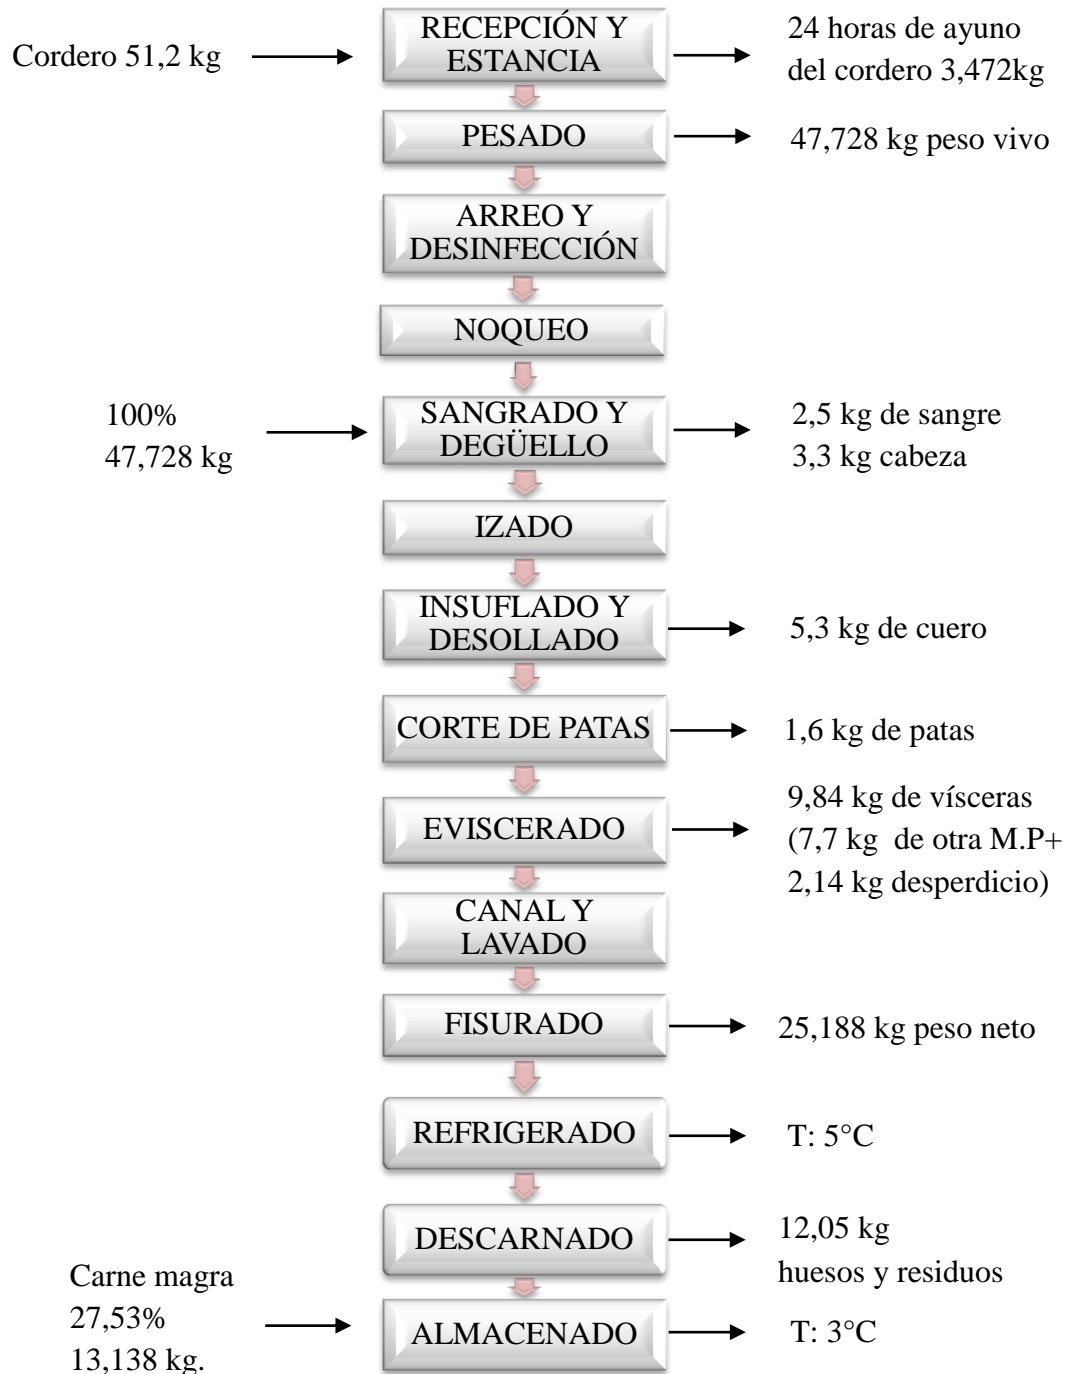 Cordero 51,2 kg
RECEPCIÓN Y
ESTANCIA
24 horas de ayuno
del cordero 3,472kg
PESADO
47,728 kg peso vivo
ARREO Y
DESINFECCIÓN
NOQUEO
100%
47,728 kg
SANGRADO Y
DEGÜELLO
2,5 kg de sangre
3,3 kg cabeza
IZADO
INSUFLADO Y
DESOLLADO
5,3 kg de cuero
CORTE DE PATAS
1,6 kg de patas
EVISCERADO
9,84 kg de vísceras
(7,7 kg de otra M.P+
2,14 kg desperdicio)
CANAL Y
LAVADO
FISURADO
25,188 kg peso neto
REFRIGERADO
T: 5°C
DESCARNADO
12,05 kg
huesos y residuos
Carne magra
27,53%
13,138 kg.
ALMACENADO
T: 3°C